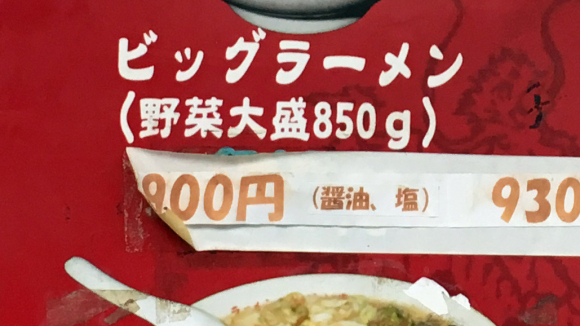 ビッグラーメン
(野菜大盛850g)
900円 (醤油、塩) 930